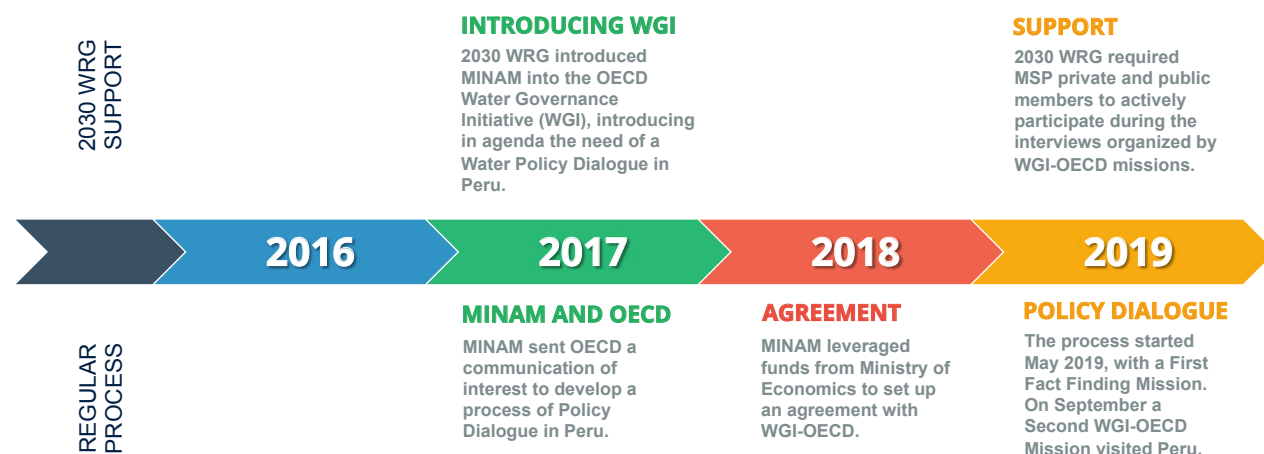 2030 WRG
SUPPORT
INTRODUCING WGI
2030 WRG introduced
MINAM into the OECD
Water Governance
Initiative (WGI), introducing
in agenda the need of a
Water Policy Dialogue in
Peru.
SUPPORT
2030 WRG required
MSP private and public
members to actively
participate during the
interviews organized by
WGI-OECD missions.
2016
2017
2018
2019
REGULAR
PROCESS
MINAM AND OECD
MINAM sent OECD a
communication of
interest to develop a
process of Policy
Dialogue in Peru.
AGREEMENT
MINAM leveraged
funds from Ministry of
Economics to set up
an agreement with
WGI-OECD.
POLICY DIALOGUE
The process started
May 2019, with a First
Fact Finding Mission.
On September a
Second WGI-OECD
Mission visited Peru.